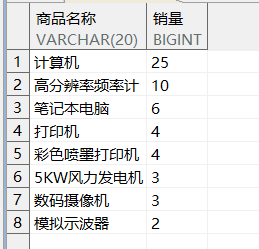 商品名称 销量
VARCHAR(20) BIGINT
1 计算机 25
2 高分辨率频率计 10
3 笔记本电脑 6
4 打印机 4
5 彩色喷墨打印机 4
6 5KW风力发电机 3
7 数码摄像机 3
8 模拟示波器 2